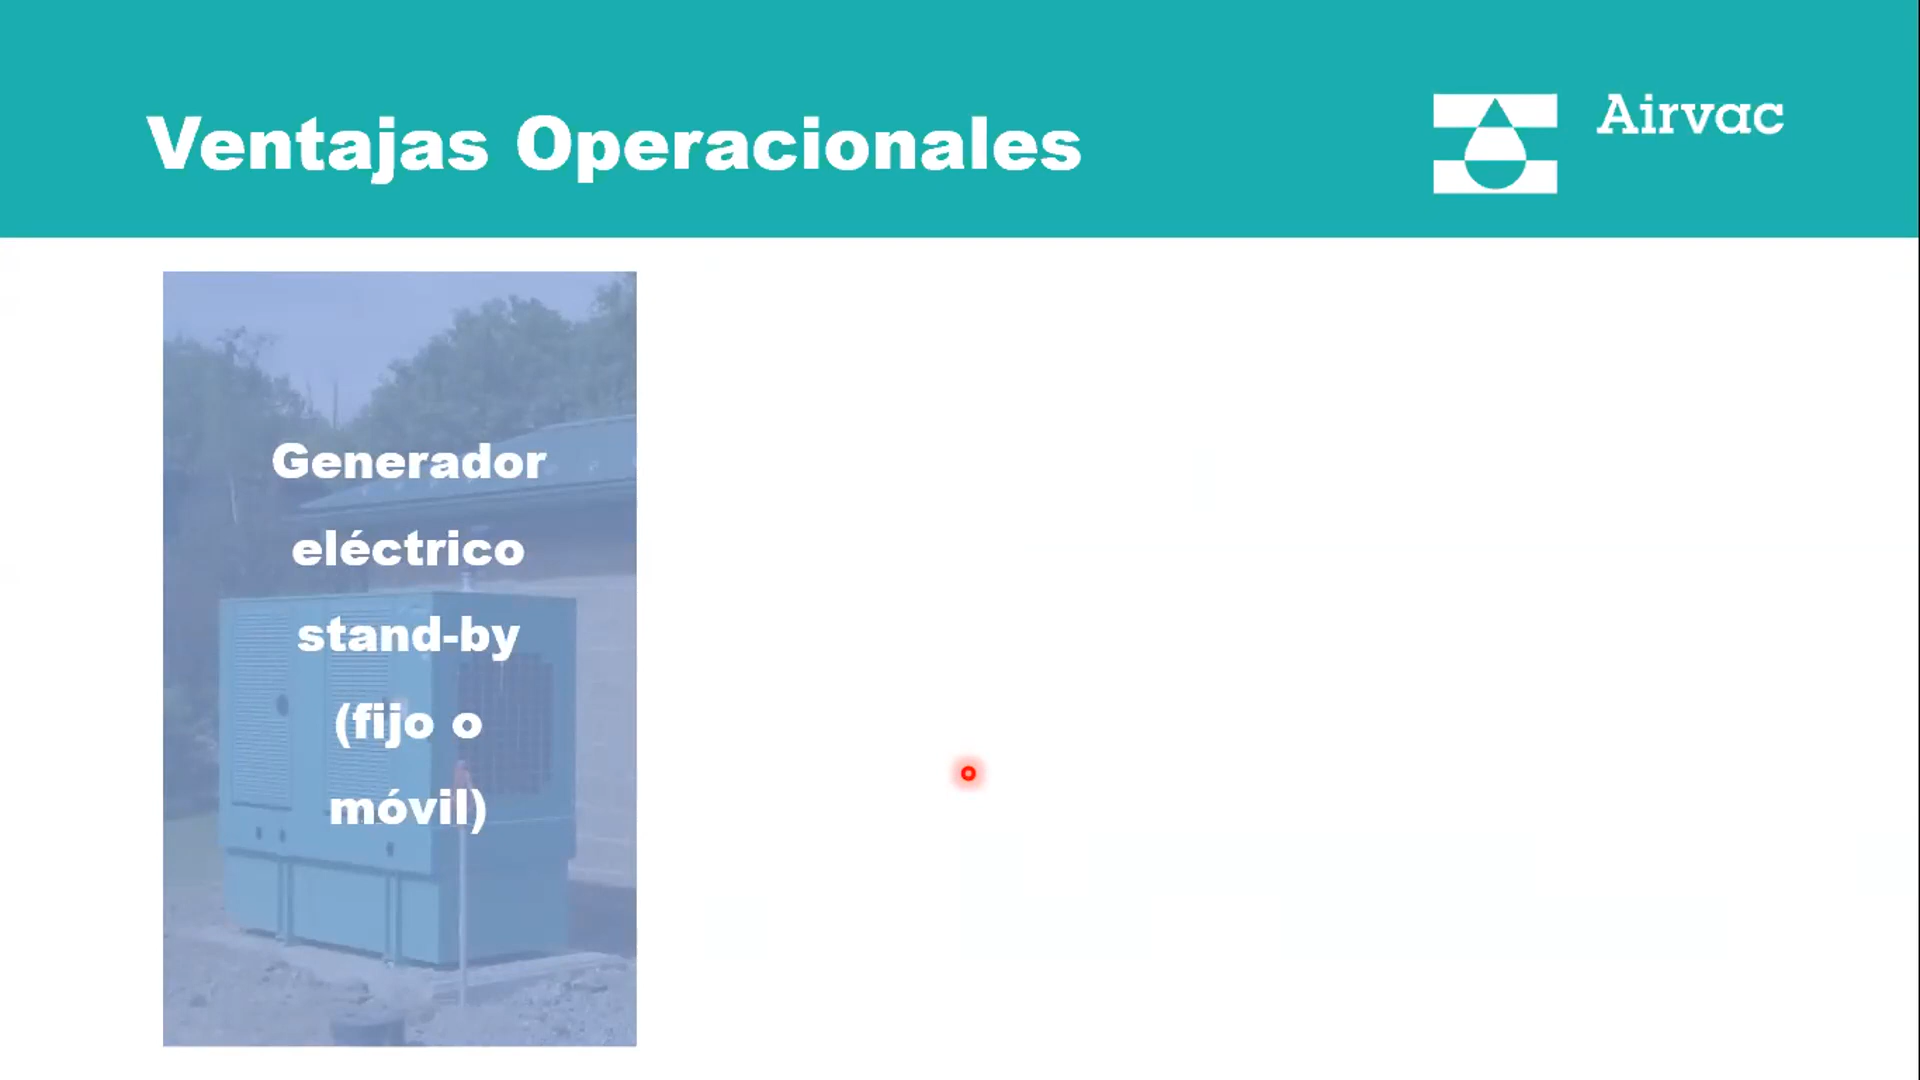 Ventajas Operacionales
Airvac
Generador
eléctrico
stand-by
(fijo o
móvil)